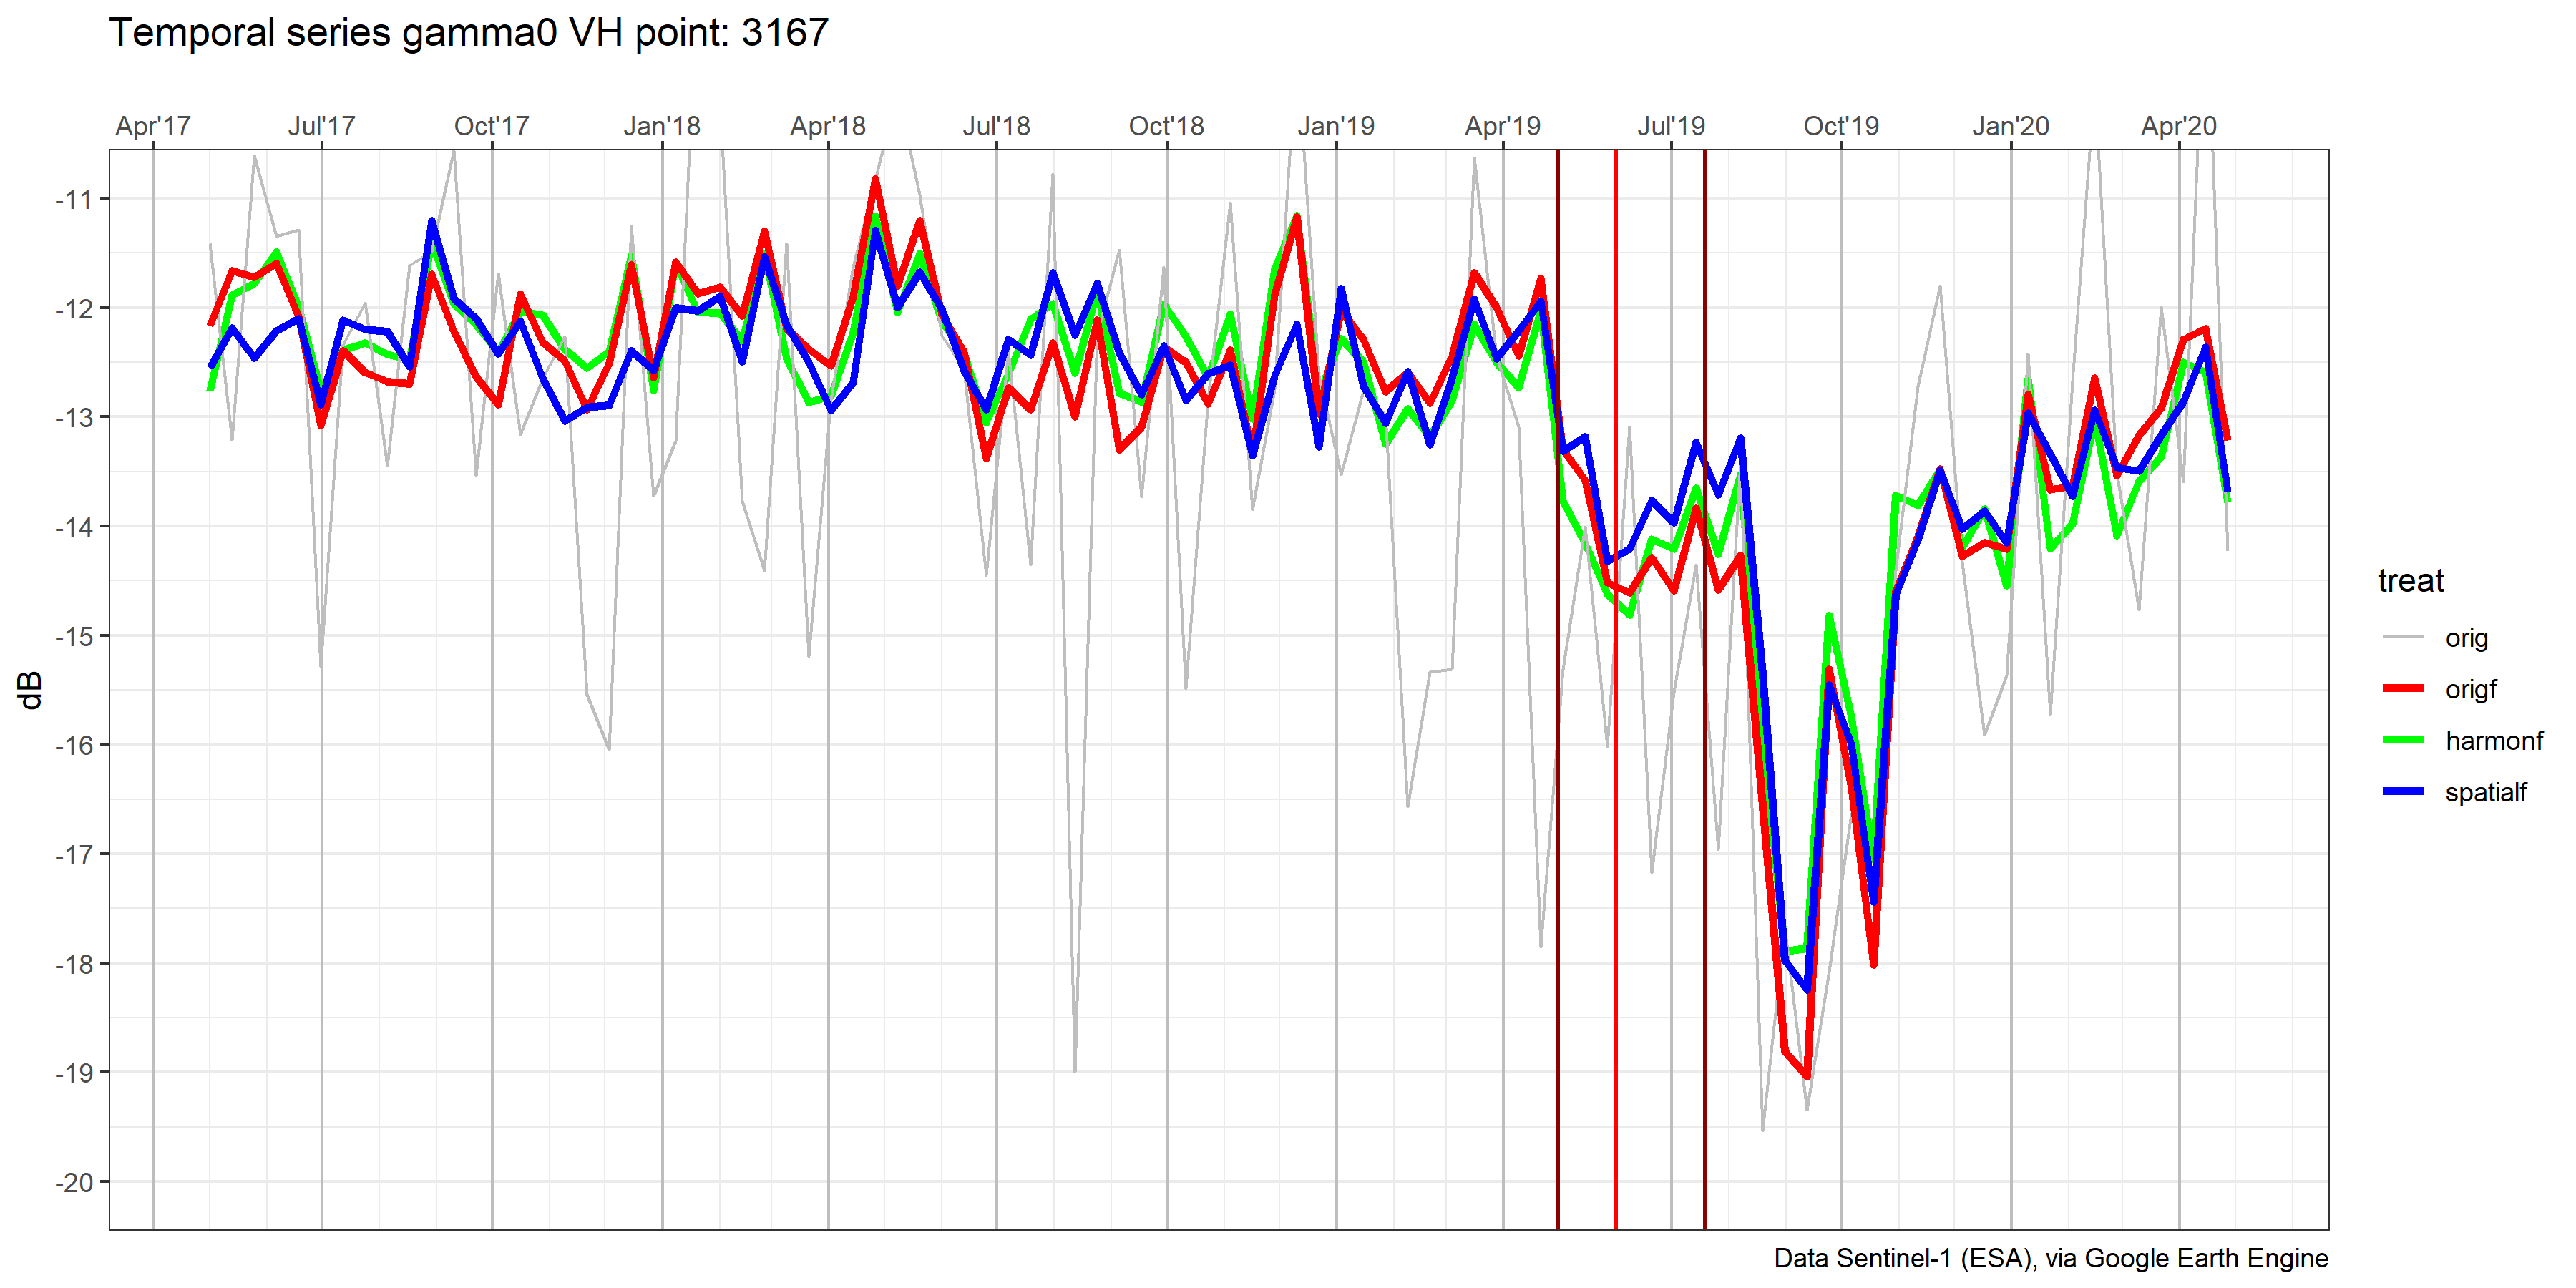 Temporal series gamma0 VH point: 3167
Apr'17 Jul'17 Oct'17 Jan'18 Apr'18 Jul'18 Oct'18 Jan'19 Apr'19 Jul'19 Oct'19 Jan'20 Apr'20
-11
-12
-13
-14
-15
-16
-17
-18
-19
-20
dB
treat
orig
origf
harmonf
spatialf
Data Sentinel-1 (ESA), via Google Earth Engine